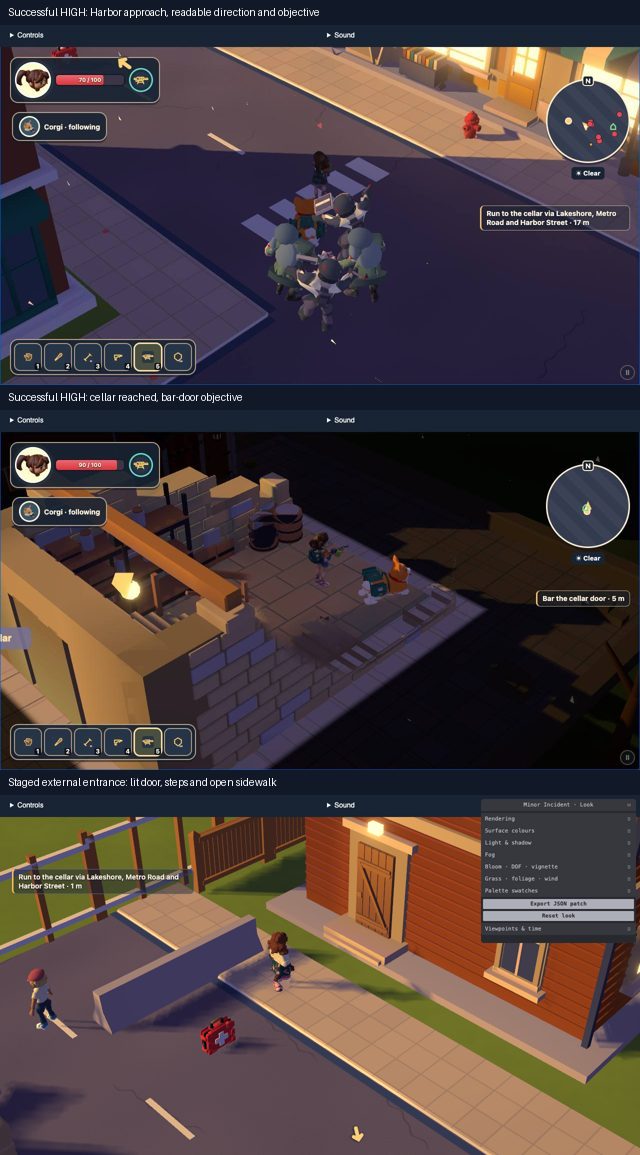 Successful HIGH: Harbor approach, readable direction and objective
▶ Controls
▶ Sound
70 / 100
N
Corgi · following
☀ Clear
Run to the cellar via Lakeshore, Metro
Road and Harbor Street · 17 m
1 2 3 4 5
Successful HIGH: cellar reached, bar-door objective
▶ Controls
▶ Sound
90 / 100
N
Corgi · following
☀ Clear
Bar the cellar door · 5 m
lar
1 2 3 4 5
Staged external entrance: lit door, steps and open sidewalk
▶ Controls
▶ Sound
Minor Incident · Look
Rendering
Surface colours
Light & shadow
Fog
Bloom · DOF · vignette
Grass · foliage · wind
Palette swatches
Export JSON patch
Reset look
Viewpoints & time
Run to the cellar via Lakeshore, Metro Road and
Harbor Street · 1 m